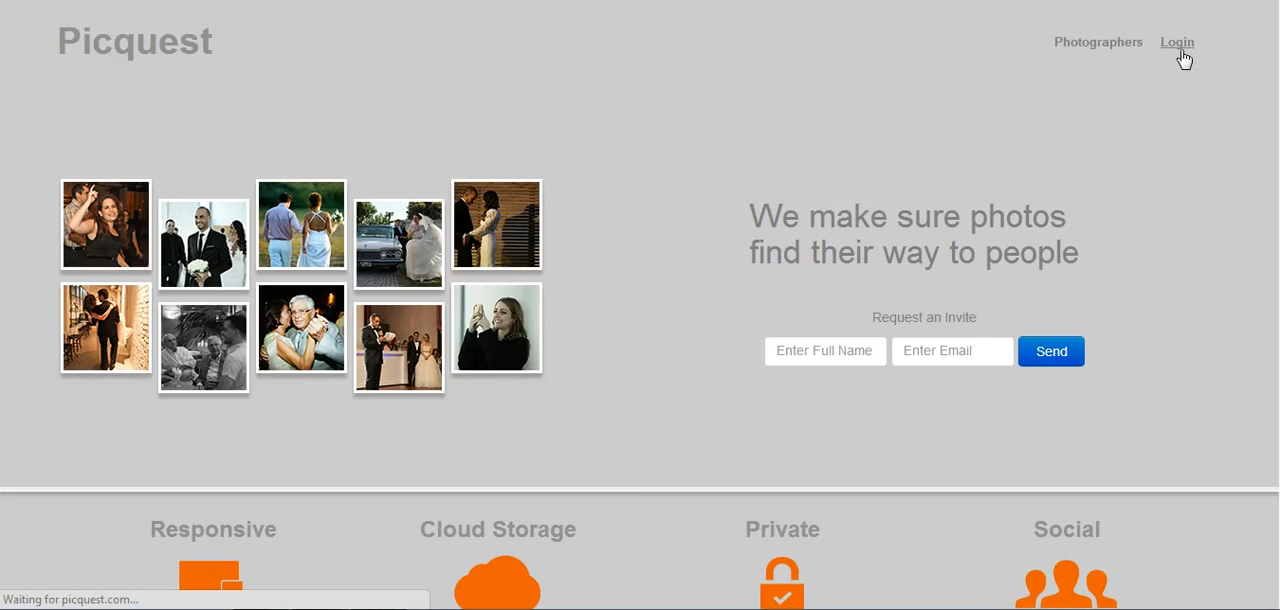 Picquest
Photographers Login
We make sure photos
find their way to people
Request an Invite
Enter Full Name Enter Email Send
Responsive Cloud Storage Private Social
Waiting for picquest.com...